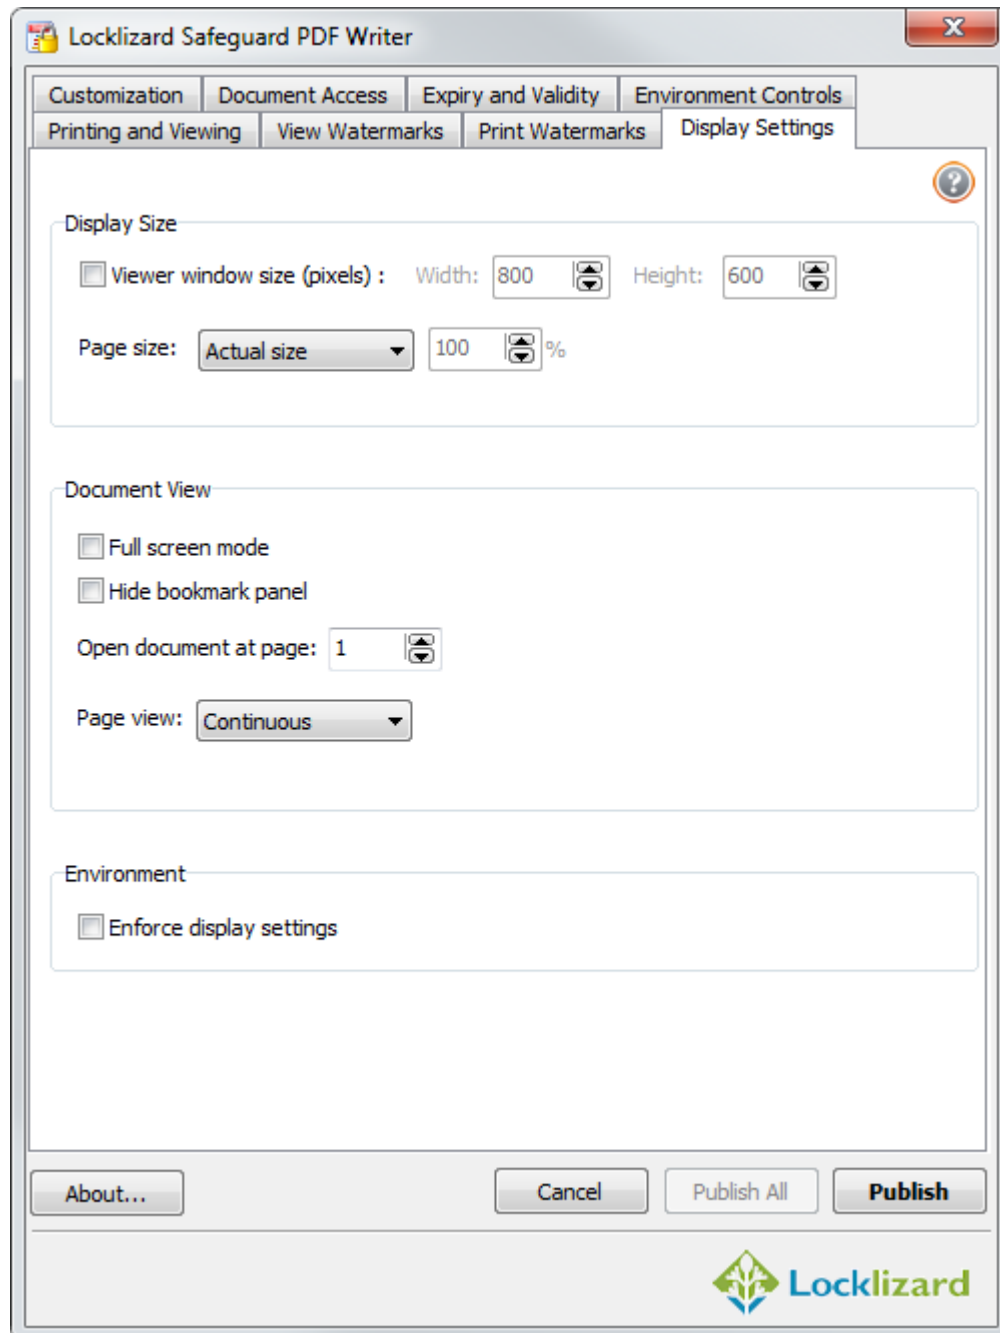 Locklizard Safeguard PDF Writer
Customization Document Access Expiry and Validity Environment Controls
Printing and Viewing View Watermarks Print Watermarks Display Settings
?
Display Size
Viewer window size (pixels) : Width: 800 Height: 600
Page size: Actual size 100 %
Document View
Full screen mode
Hide bookmark panel
Open document at page: 1
Page view: Continuous
Environment
Enforce display settings
About... Cancel Publish All Publish
Locklizard